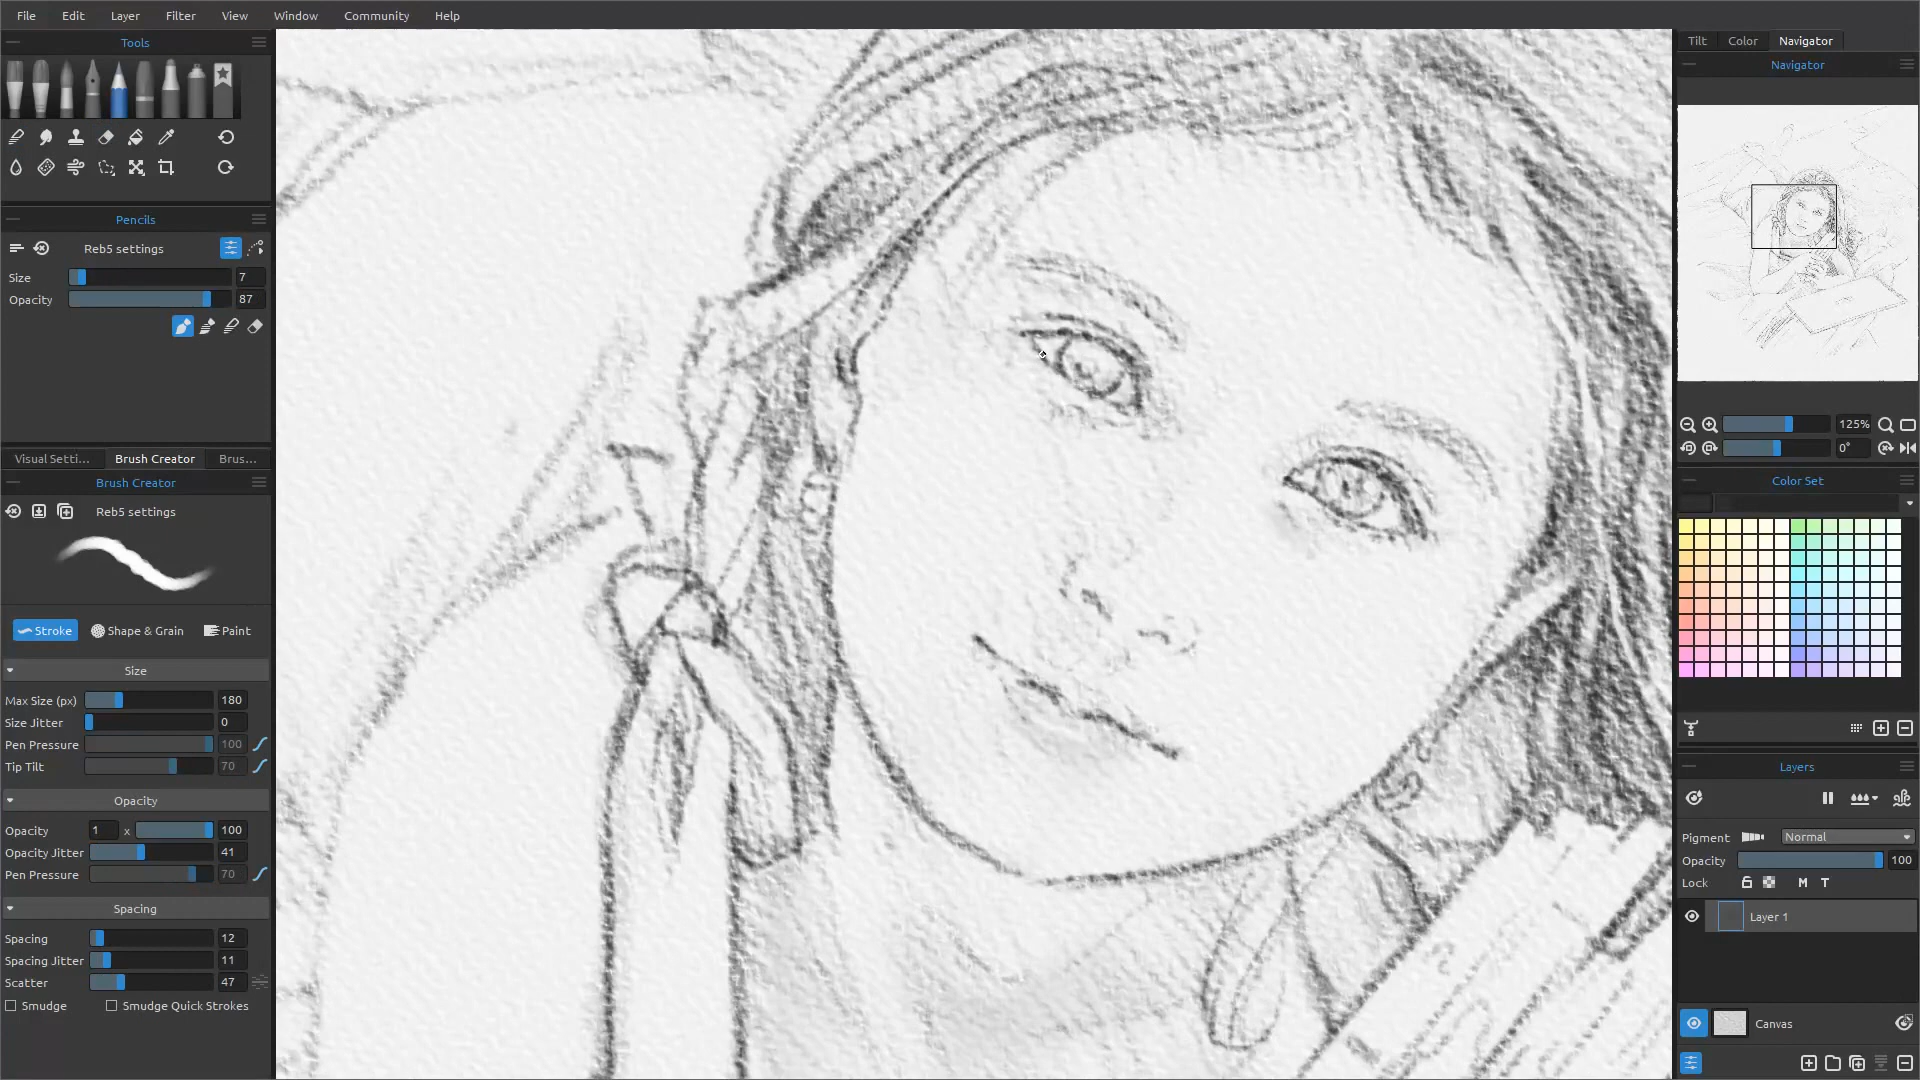 File Edit Layer Filter View Window Community Help
Tools
Pencils
Reb5 settings
Size 7
Opacity 87
Visual Setti... Brush Creator Brus...
Brush Creator
Reb5 settings
Stroke Shape & Grain Paint
Size
Max Size (px) 180
Size Jitter 0
Pen Pressure 100
Tip Tilt 70
Opacity
Opacity 1 x 100
Opacity Jitter 41
Pen Pressure 70
Spacing
Spacing 12
Spacing Jitter 11
Scatter 47
Smudge Smudge Quick Strokes
Tilt Color Navigator
Navigator
125%
0°
Color Set
Layers
Pigment Normal
Opacity 100
Lock M T
Layer 1
Canvas